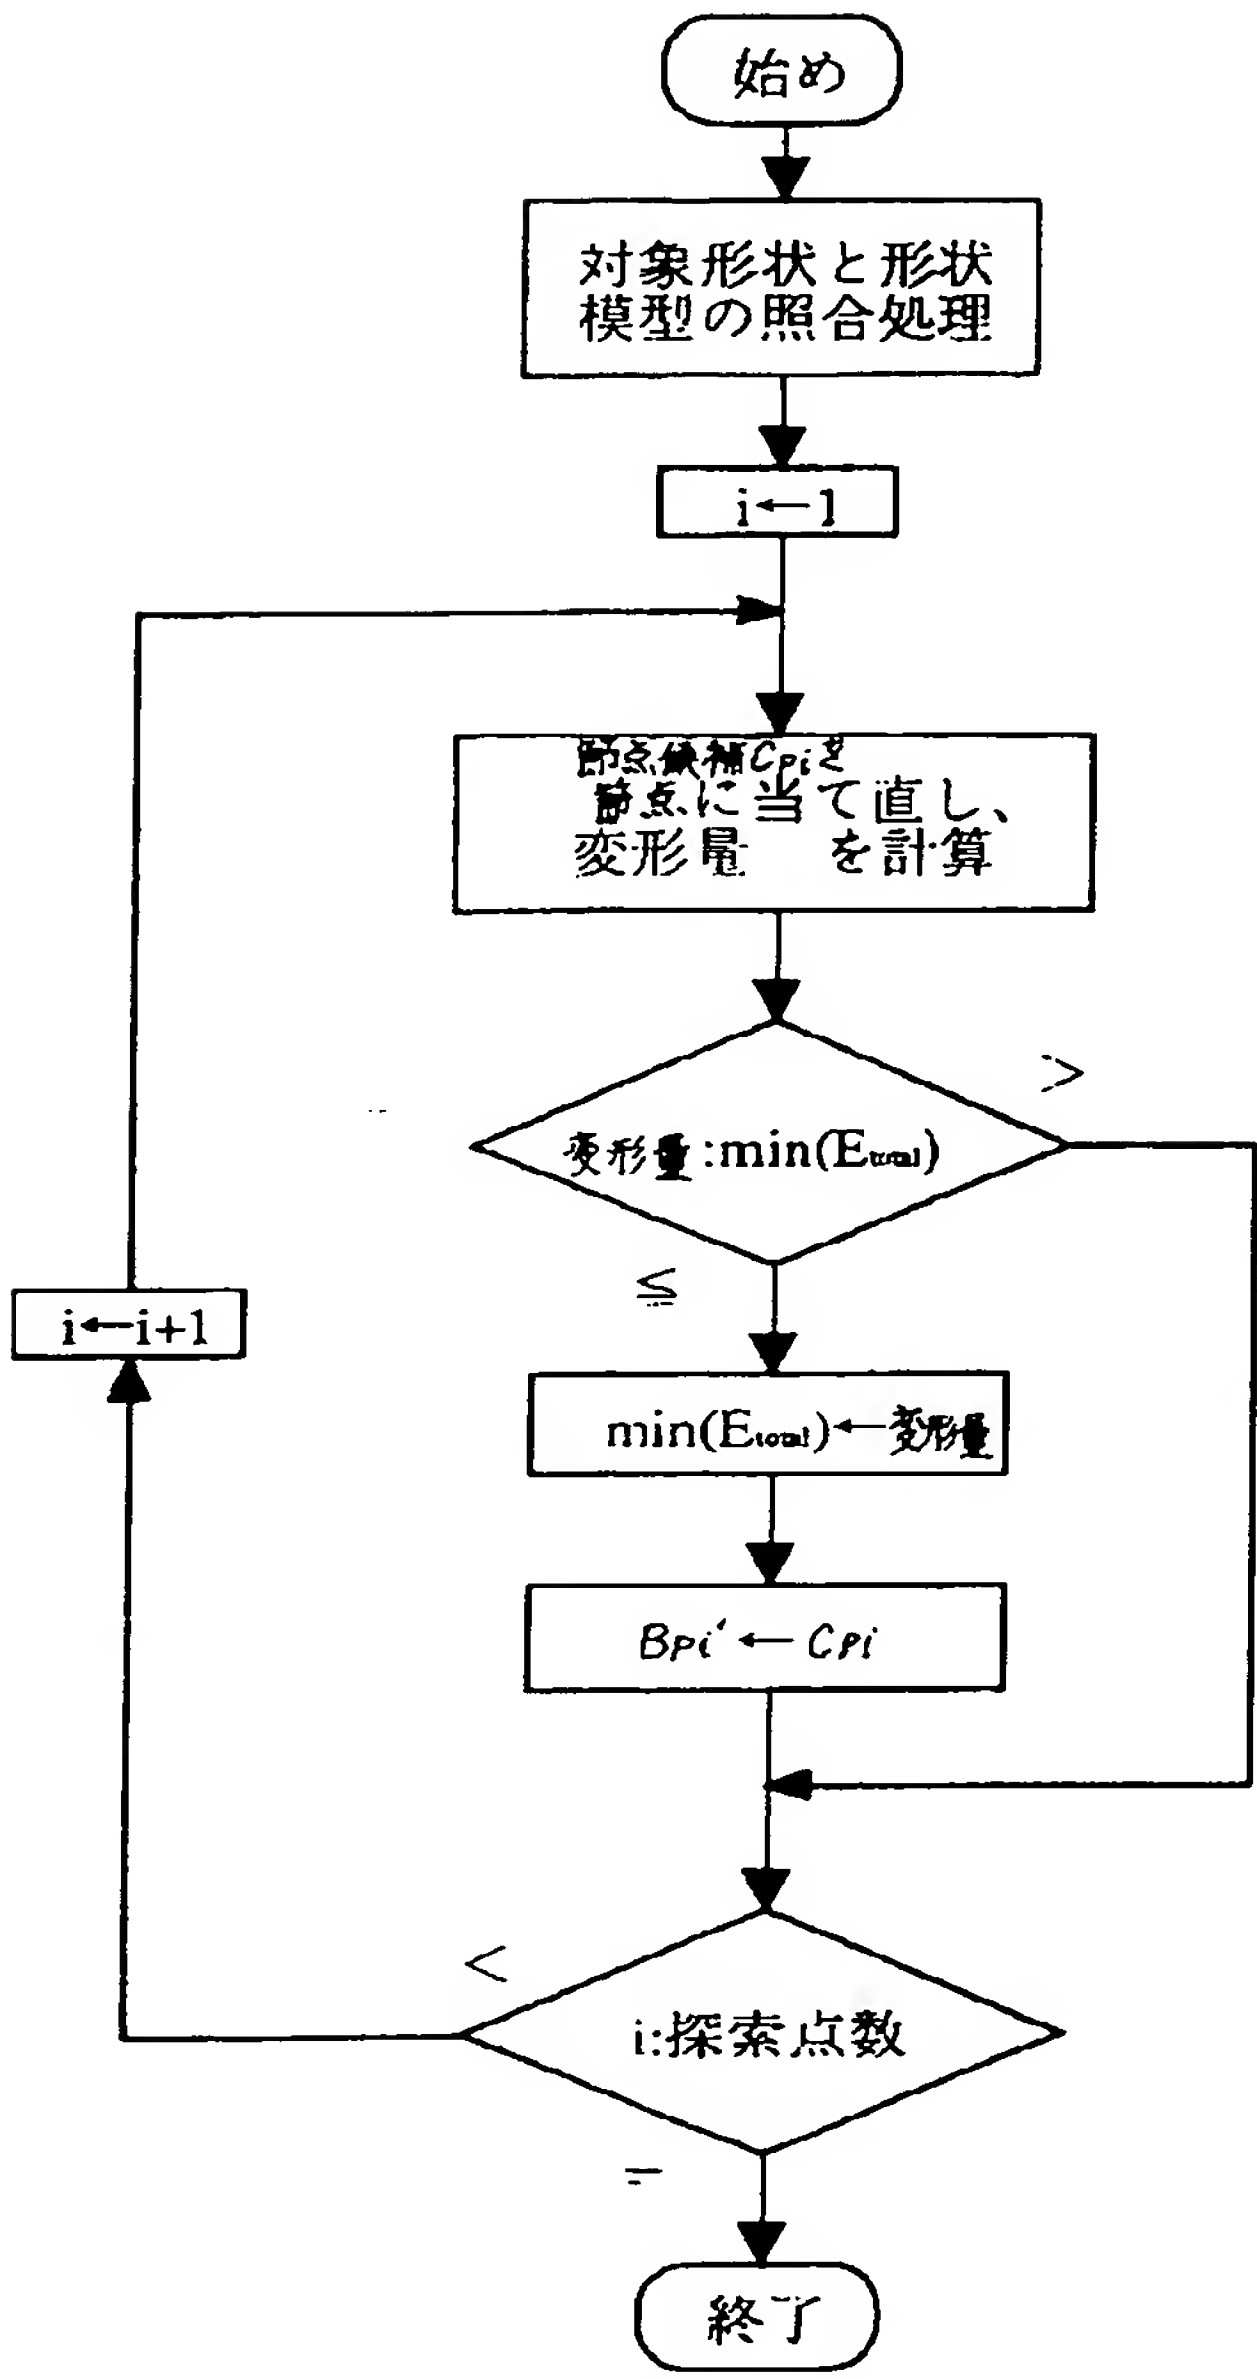 始め
対象形状と形状
模型の照合処理
i←1
節点候補Cpiを
節点に当て直し、
変形量 を計算
>
変形量:min(Etotal)
≦
i←i+1
min(Etotal)←変形量
Bpi'←Cpi
<
i:探索点数
=
終了